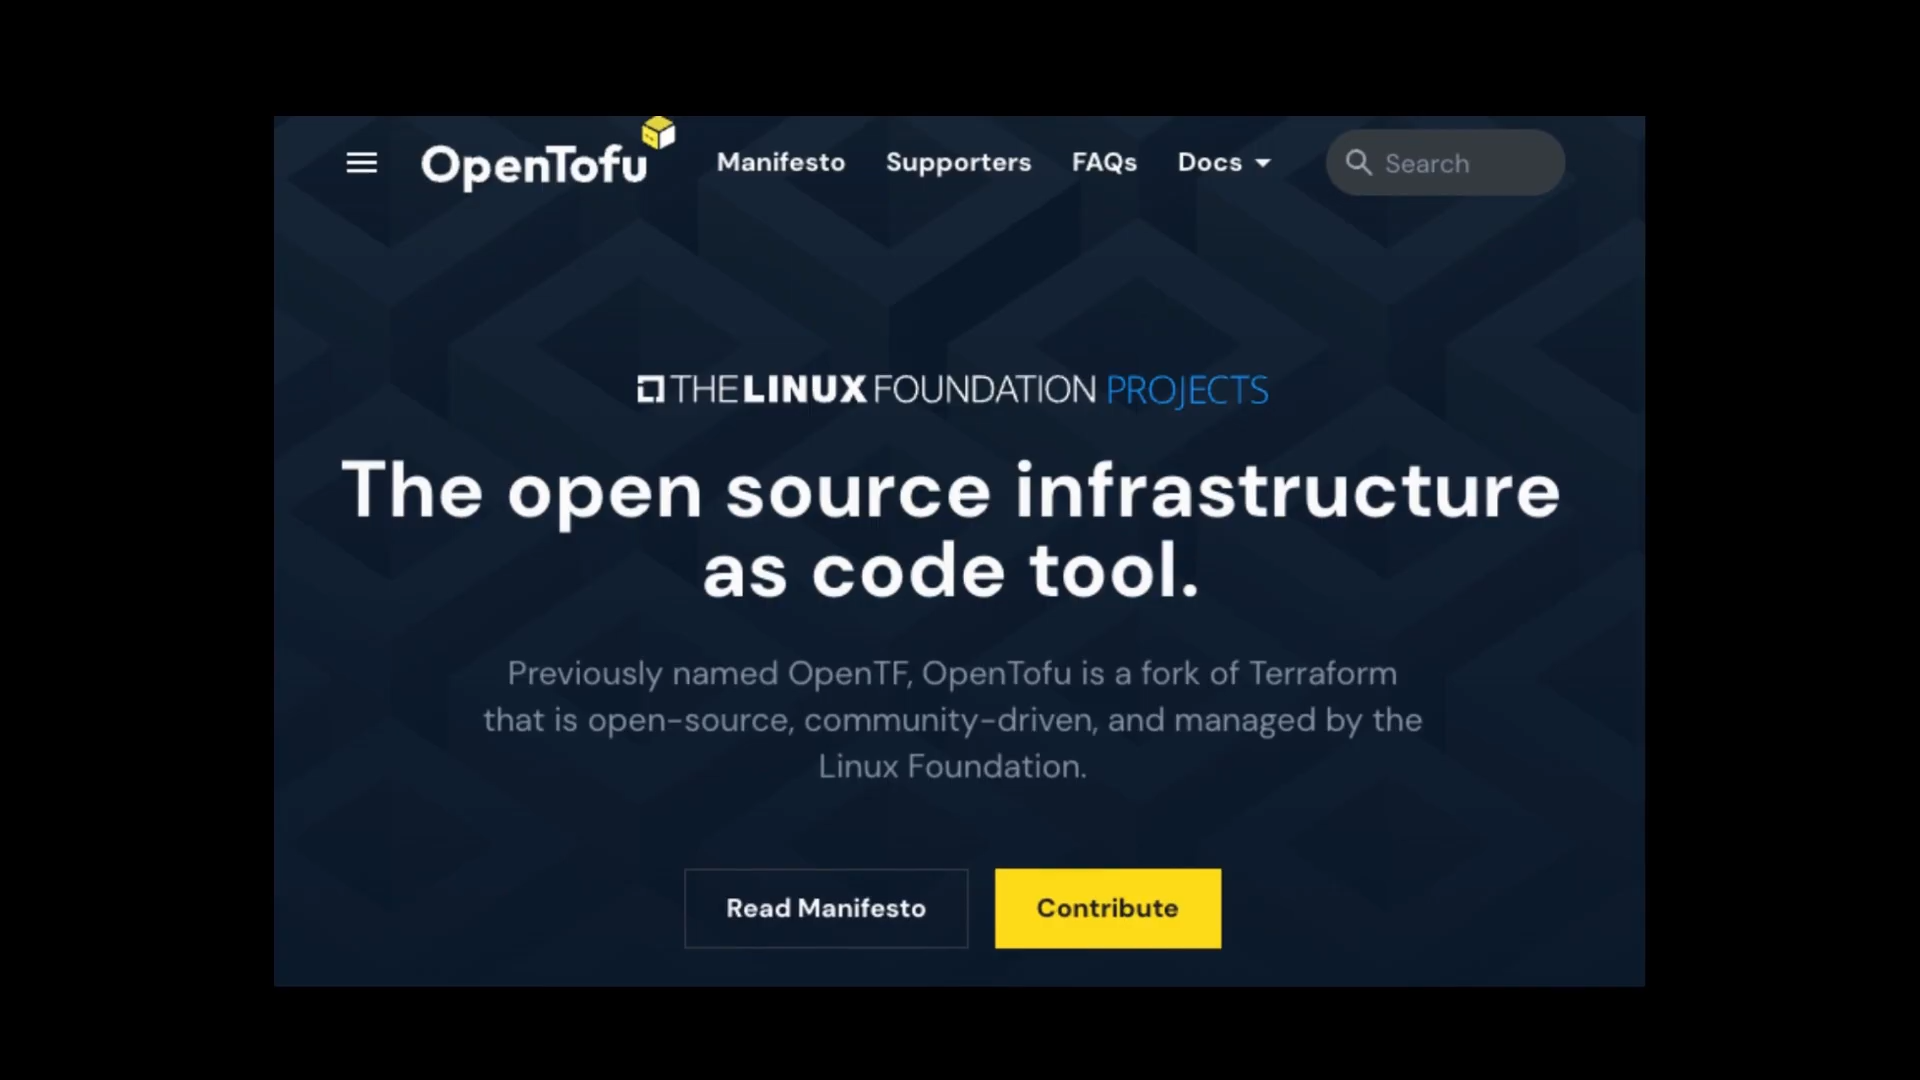 OpenTofu Manifesto Supporters FAQs Docs Search
THE LINUX FOUNDATION PROJECTS
The open source infrastructure
as code tool.
Previously named OpenTF, OpenTofu is a fork of Terraform
that is open-source, community-driven, and managed by the
Linux Foundation.
Read Manifesto Contribute